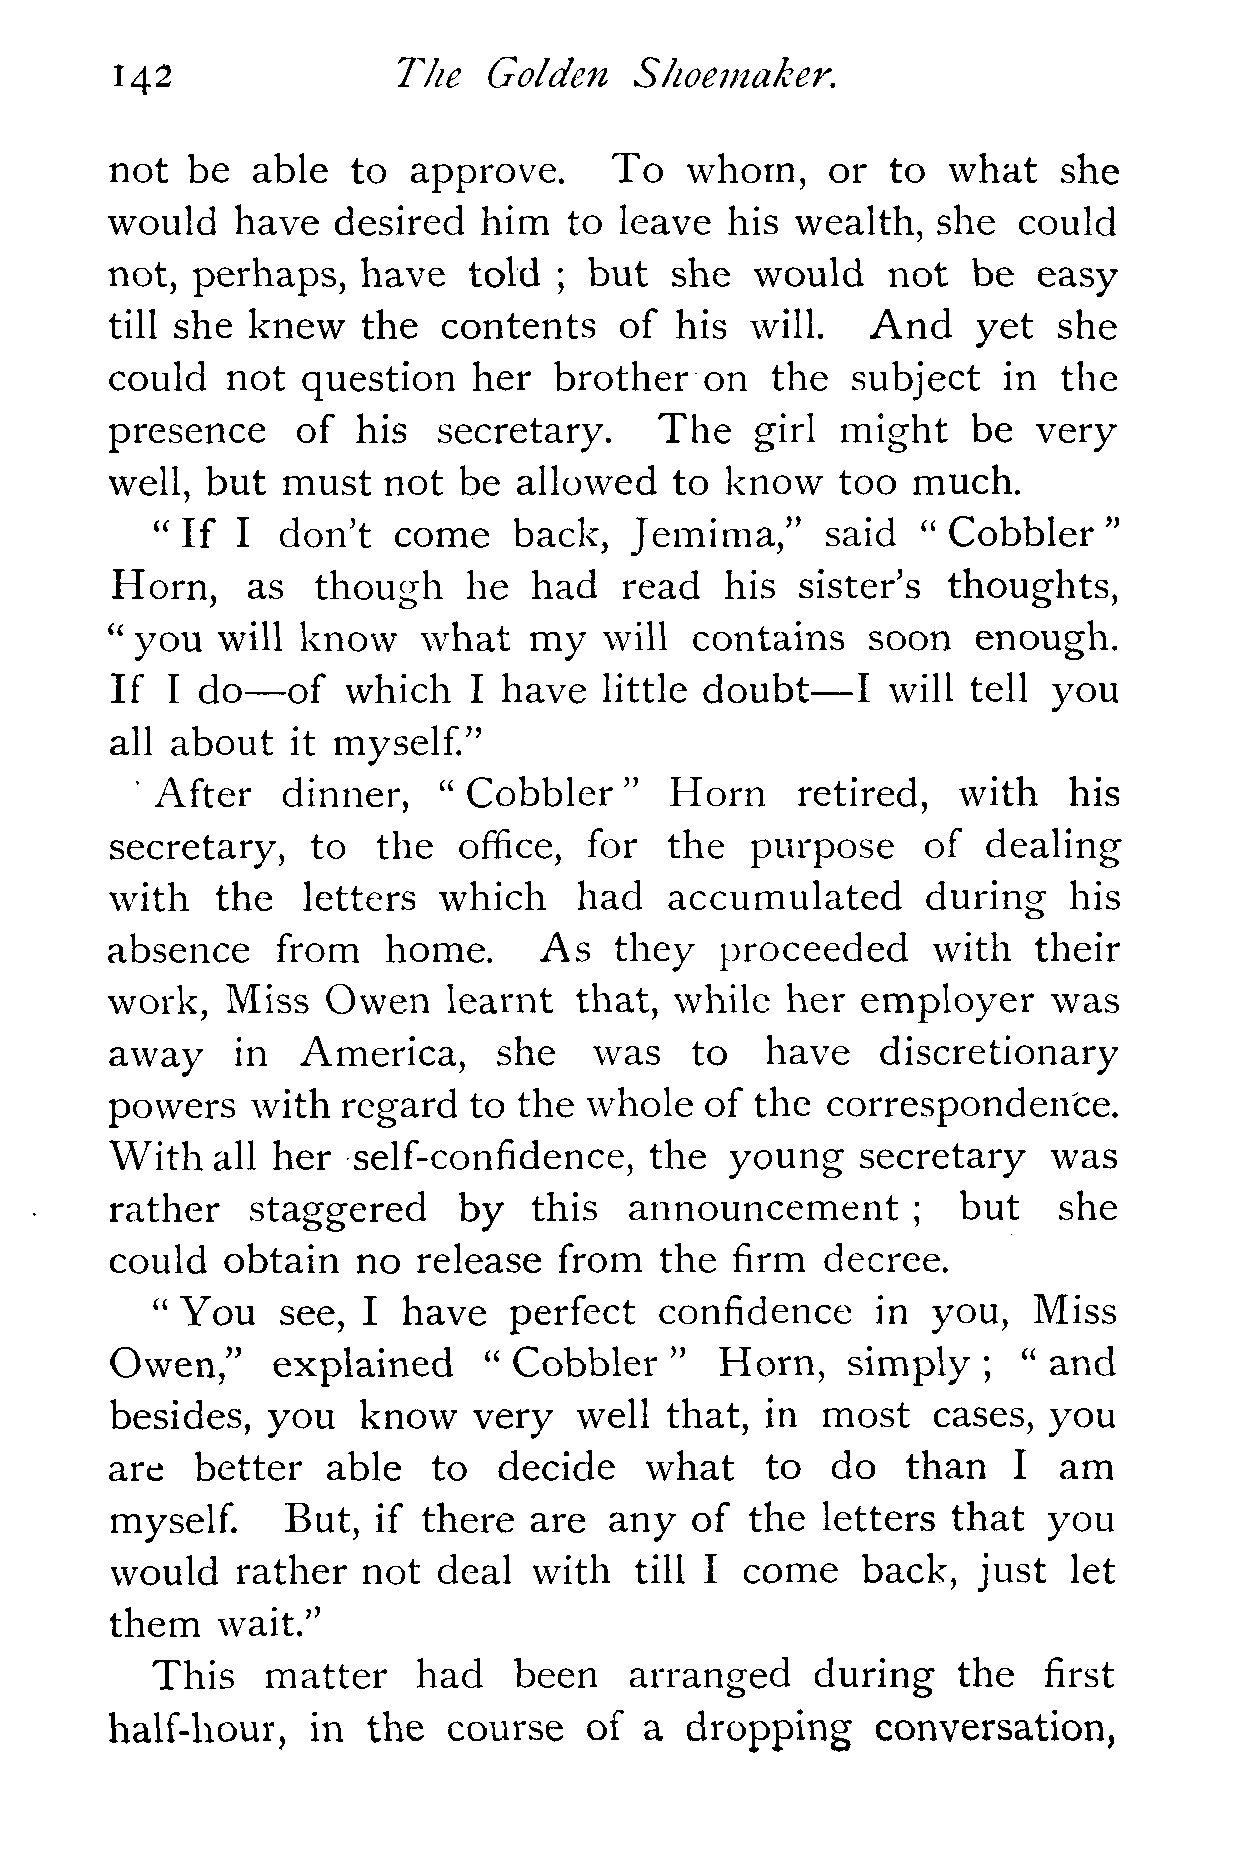 142 The Golden Shoemaker.
not be able to approve. To whom, or to what she
would have desired him to leave his wealth, she could
not, perhaps, have told ; but she would not be easy
till she knew the contents of his will. And yet she
could not question her brother on the subject in the
presence of his secretary. The girl might be very
well, but must not be allowed to know too much.
“ If I don’t come back, Jemima,” said “ Cobbler ”
Horn, as though he had read his sister’s thoughts,
“ you will know what my will contains soon enough.
If I do—of which I have little doubt—I will tell you
all about it myself.”
After dinner, “ Cobbler ” Horn retired, with his
secretary, to the office, for the purpose of dealing
with the letters which had accumulated during his
absence from home. As they proceeded with their
work, Miss Owen learnt that, while her employer was
away in America, she was to have discretionary
powers with regard to the whole of the correspondence.
With all her self-confidence, the young secretary was
rather staggered by this announcement ; but she
could obtain no release from the firm decree.
“ You see, I have perfect confidence in you, Miss
Owen,” explained “ Cobbler ” Horn, simply ; “ and
besides, you know very well that, in most cases, you
are better able to decide what to do than I am
myself. But, if there are any of the letters that you
would rather not deal with till I come back, just let
them wait.”
This matter had been arranged during the first
half-hour, in the course of a dropping conversation,